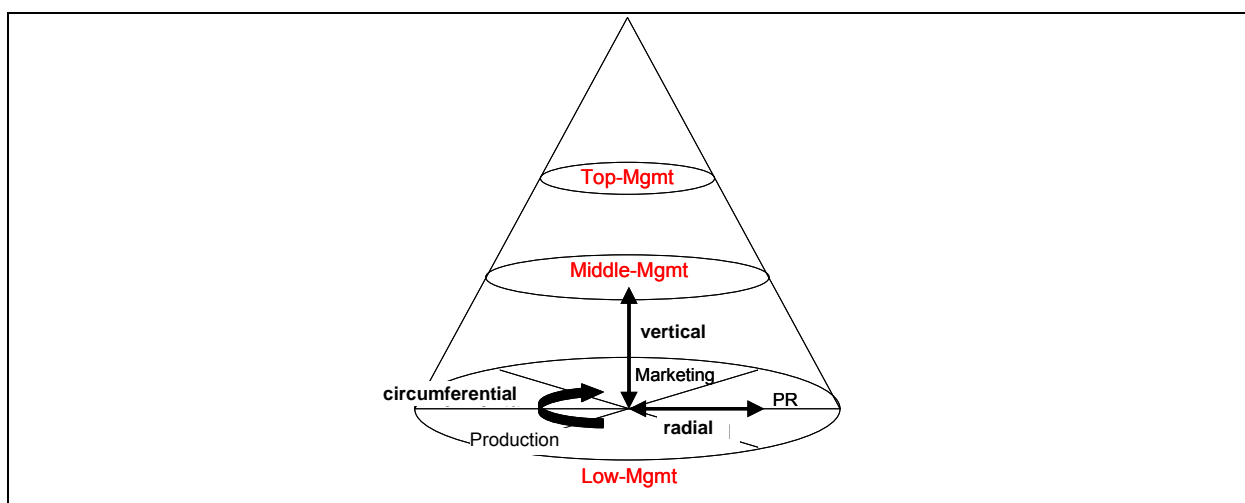 Top-Mgmt
Middle-Mgmt
vertical
Marketing
circumferential
PR
radial
Production
Low-Mgmt